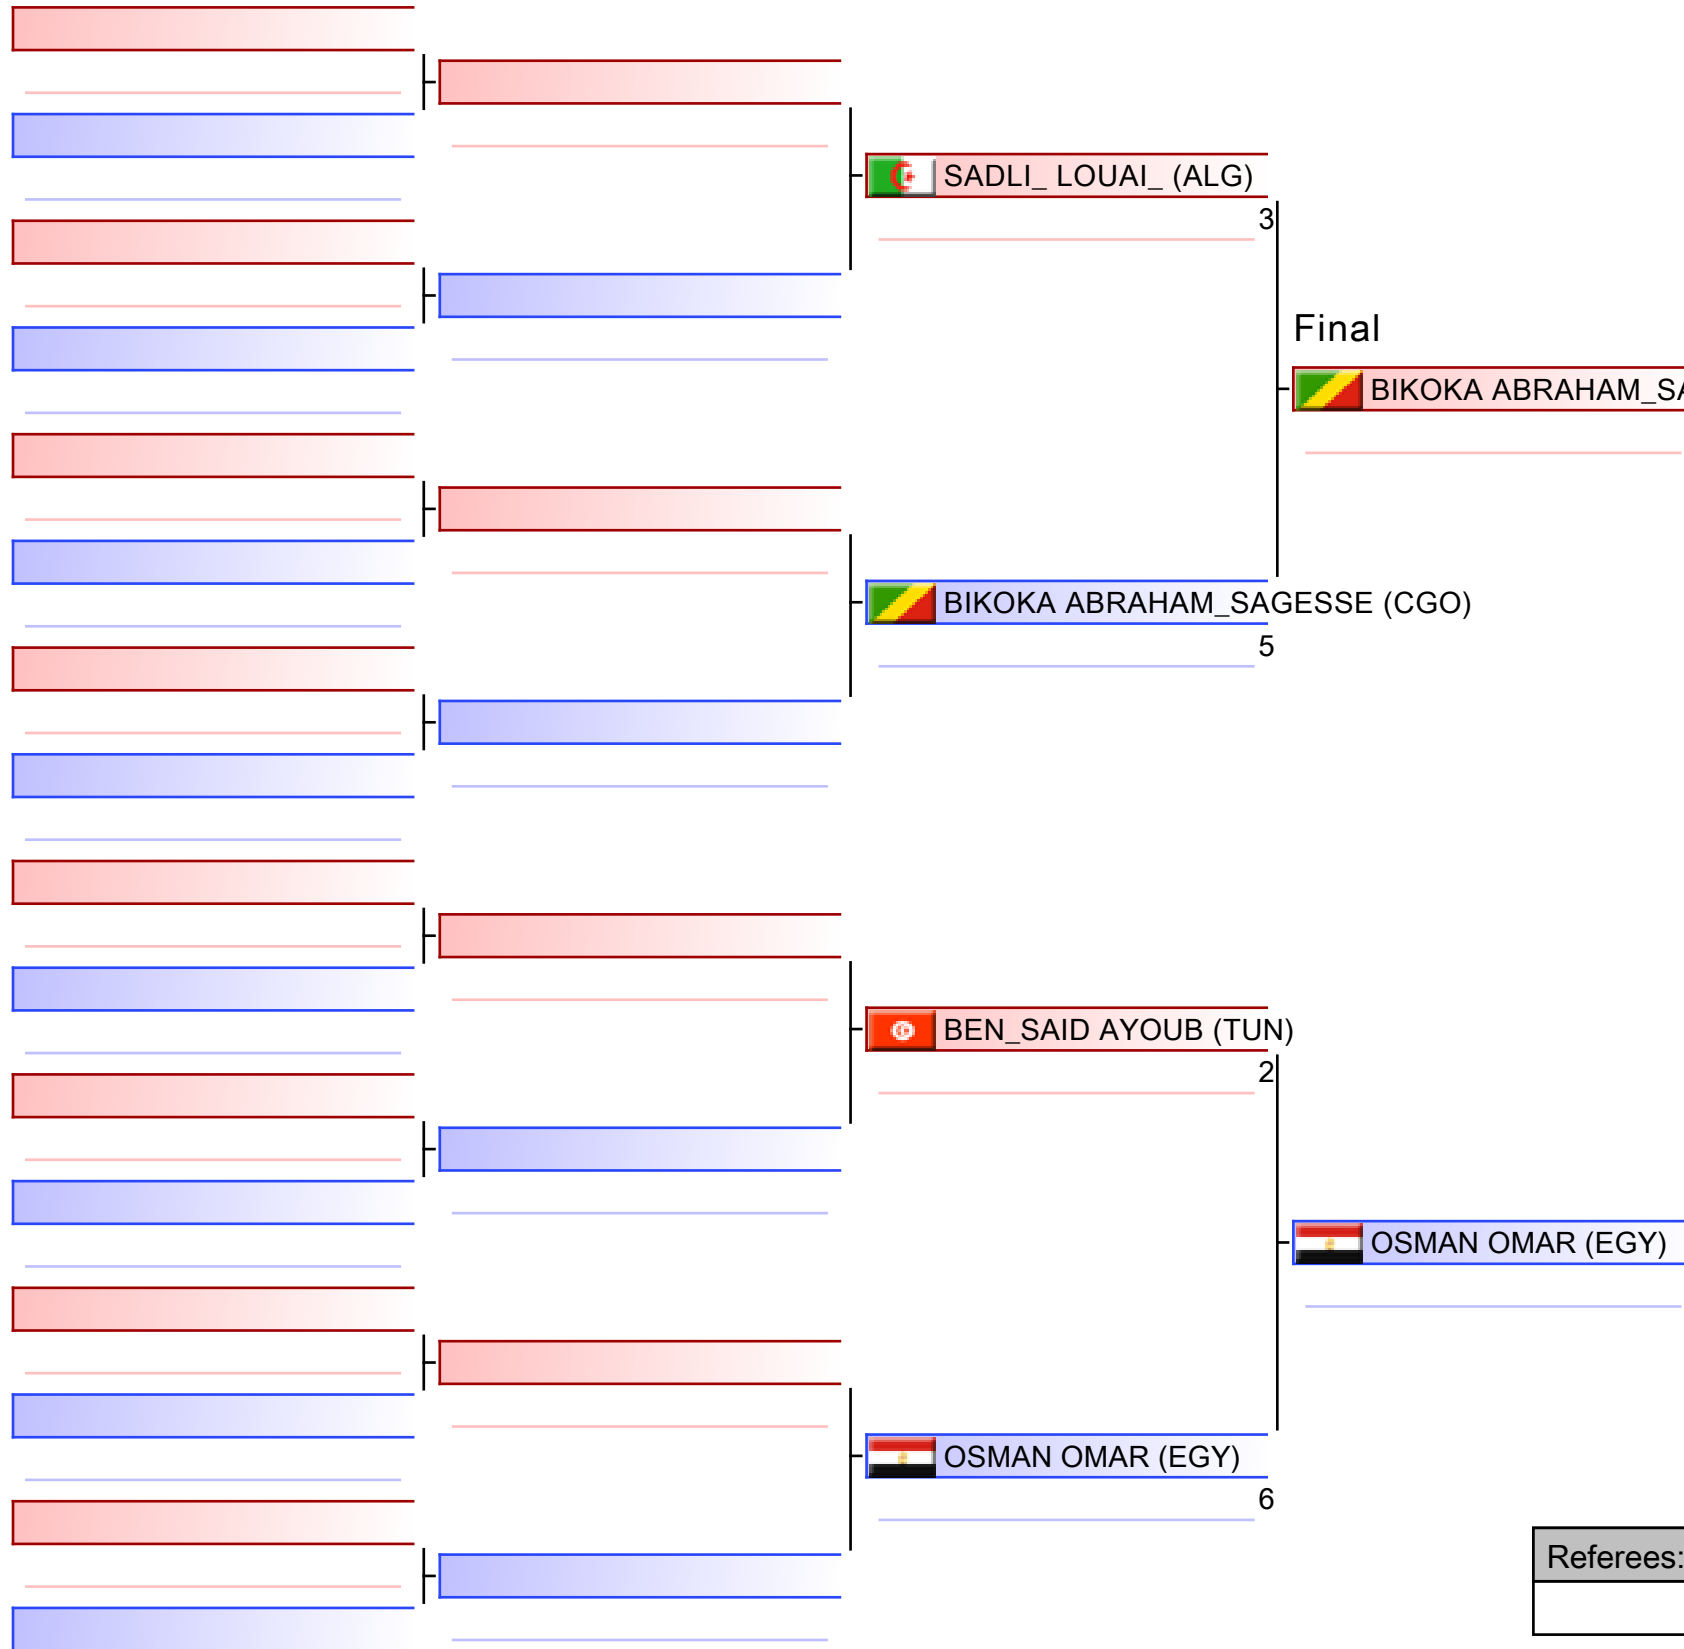 SADLI_ LOUAI_ (ALG)
3
Final
BIKOKA ABRAHAM_SA
BIKOKA ABRAHAM_SAGESSE (CGO)
5
BEN_SAID AYOUB (TUN)
2
OSMAN OMAR (EGY)
OSMAN OMAR (EGY)
6
Referees: